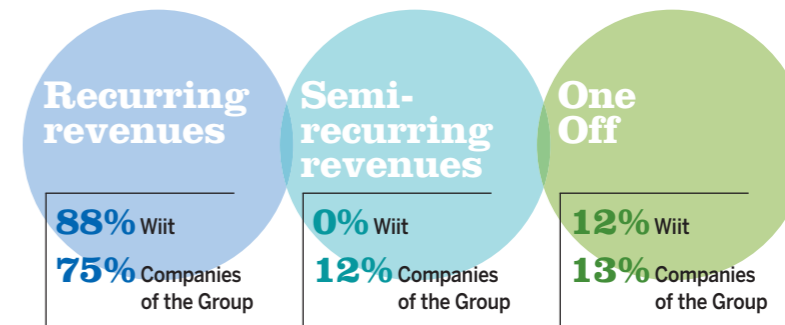 Recurring
revenues
88% Wiit
75% Companies
of the Group
Semi-
recurring
revenues
0% Wiit
12% Companies
of the Group
One
Off
12% Wiit
13% Companies
of the Group